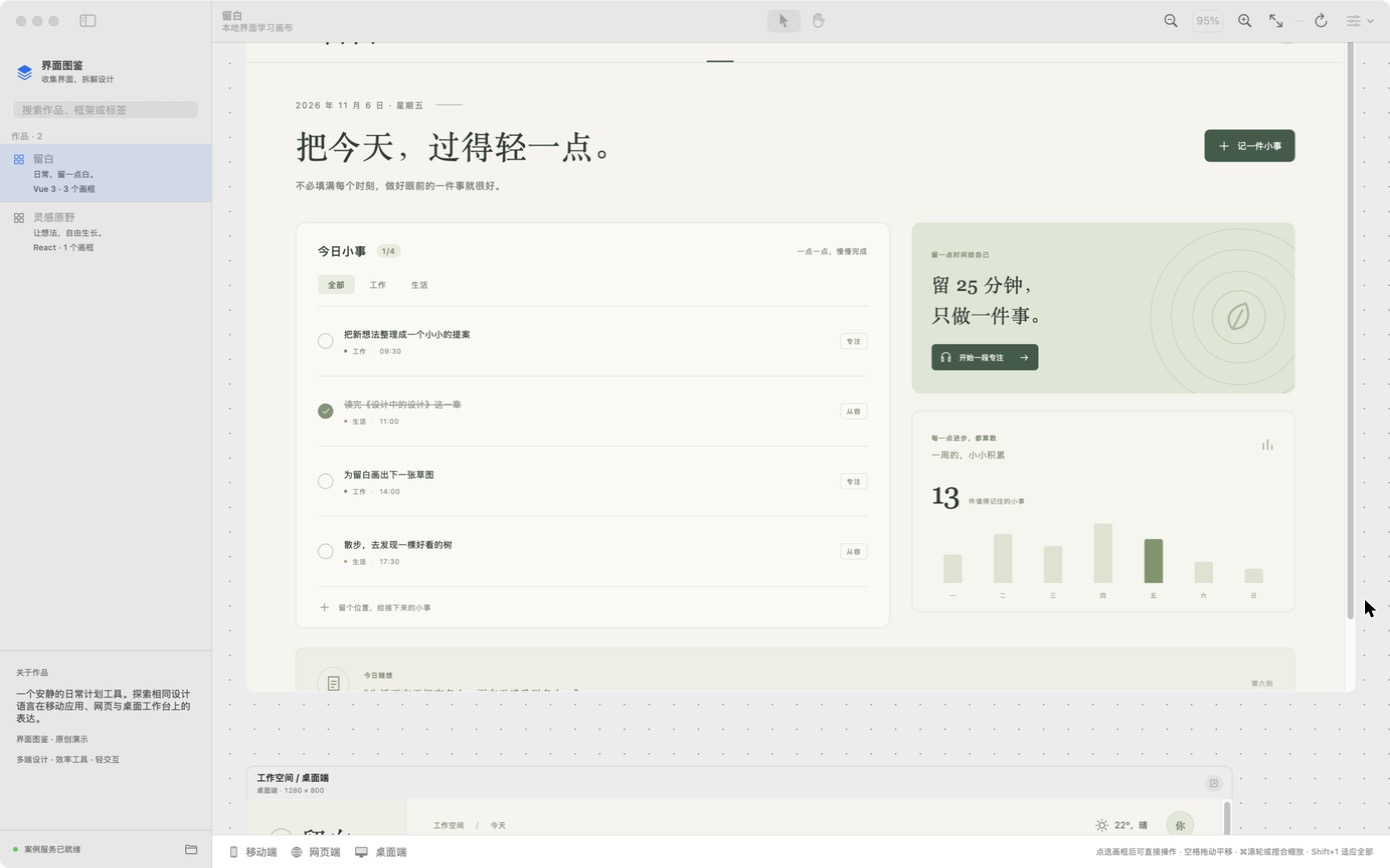 留白
本地界面学习画布
95%
界面图鉴
收集界面，拆解设计
搜索作品、框架或标签
作品 · 2
留白
日常，留一点白。
Vue 3 · 3 个画框
灵感原野
让想法，自由生长。
React · 1 个画框
关于作品
一个安静的日常计划工具。探索相同设计
语言在移动应用、网页与桌面工作台上的
表达。
界面图鉴 · 原创演示
多端设计 · 效率工具 · 轻交互
案例服务已就绪
2026 年 11 月 6 日 · 星期五
把今天，过得轻一点。
不必填满每个时刻，做好眼前的一件事就很好。
记一件小事
今日小事 1/4
一点一点，慢慢完成
全部 工作 生活
把新想法整理成一个小小的提案
工作 · 09:30
专注
读完《设计中的设计》这一章
生活 · 11:00
从容
为留白画出下一张草图
工作 · 14:00
专注
散步，去发现一棵好看的树
生活 · 17:30
从容
留个位置，给接下来的小事
留一点时间给自己
留 25 分钟，
只做一件事。
开始一段专注
每一点进步，都算数
一周的，小小积累
13 件值得记住的小事
一 二 三 四 五 六 日
今日随想
第六则
工作空间 / 桌面端
桌面端 · 1280 × 800
工作空间 / 今天
22°，晴
你
移动端 网页端 桌面端
点选画框后可直接操作 · 空格拖动平移 · ⌘滚轮或捏合缩放 · Shift+1 适应全部